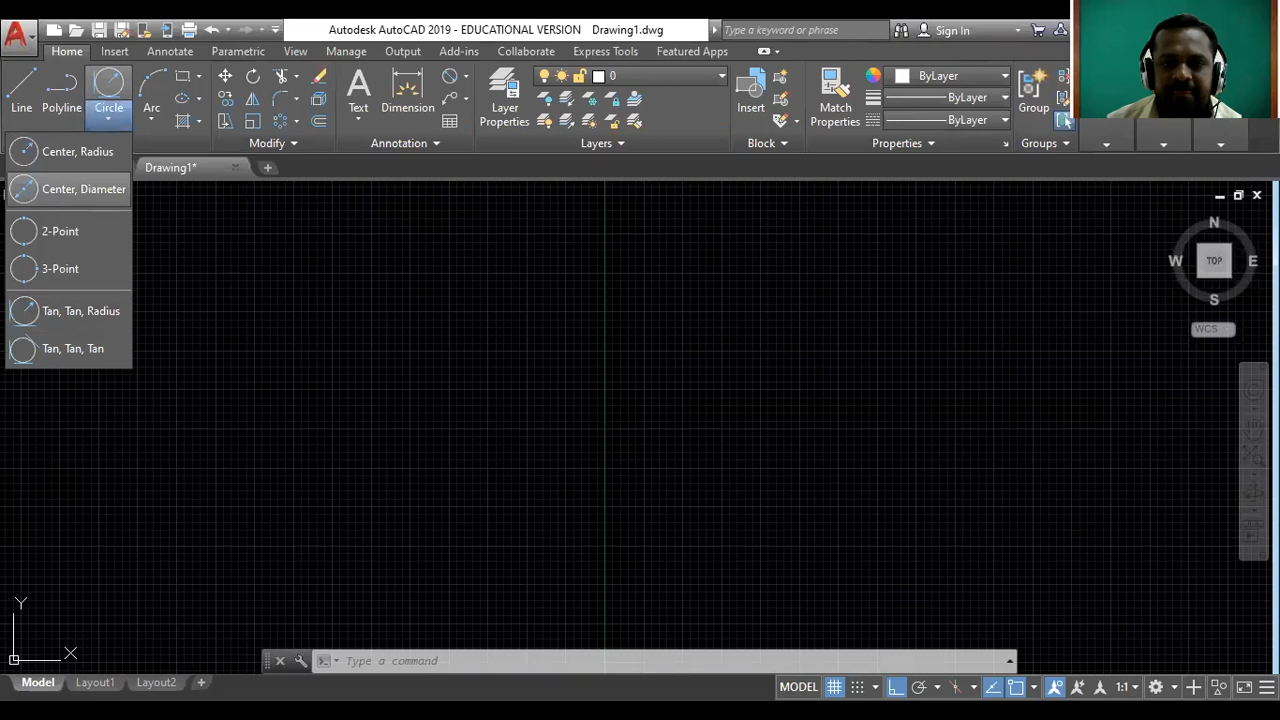 Autodesk AutoCAD 2019 - EDUCATIONAL VERSION Drawing1.dwg
Type a keyword or phrase
Sign In
Home Insert Annotate Parametric View Manage Output Add-ins Collaborate Express Tools Featured Apps
Line Polyline Circle Arc
Text Dimension
Layer Properties
0
Insert
Match Properties
ByLayer
ByLayer
ByLayer
Group
Modify Annotation Layers Block Properties Groups
Drawing1*
Center, Radius
Center, Diameter
2-Point
3-Point
Tan, Tan, Radius
Tan, Tan, Tan
N
W TOP E
S
WCS
Y
X
Type a command
Model Layout1 Layout2
MODEL 1:1